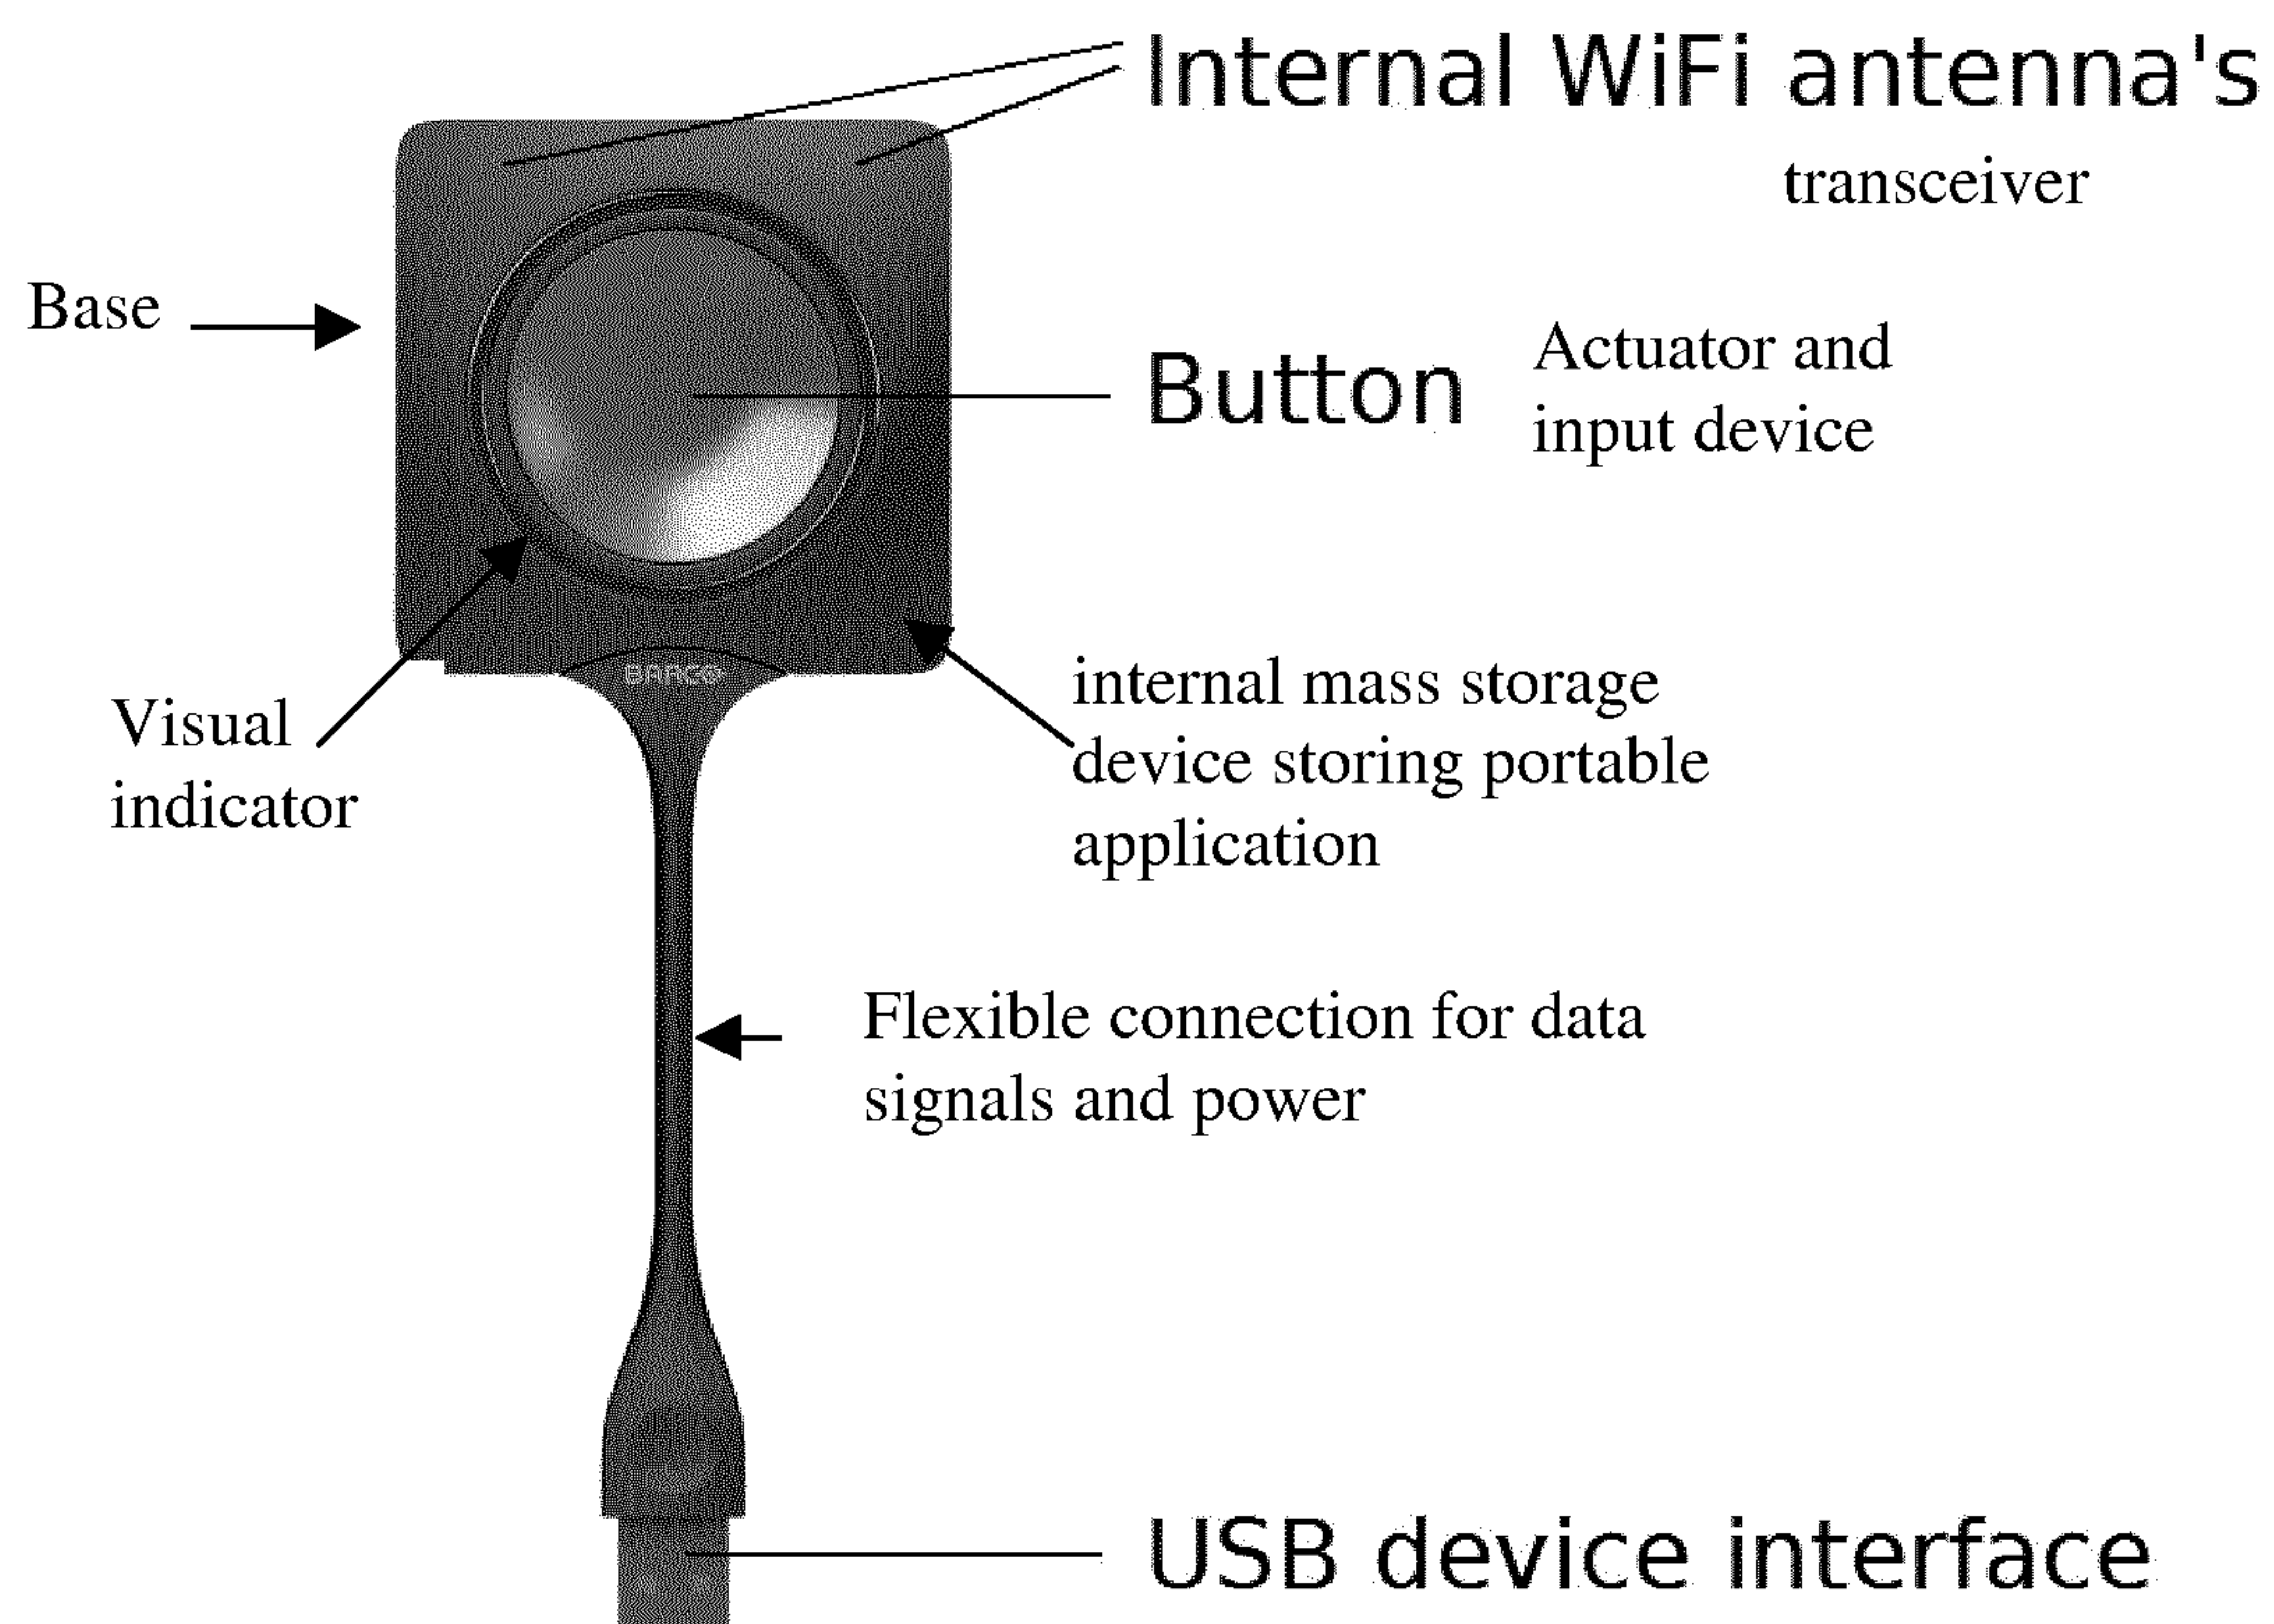 Internal WiFi antenna's
transceiver
Base
Button
Actuator and
input device
BARCO
Visual
indicator
internal mass storage
device storing portable
application
Flexible connection for data
signals and power
USB device interface